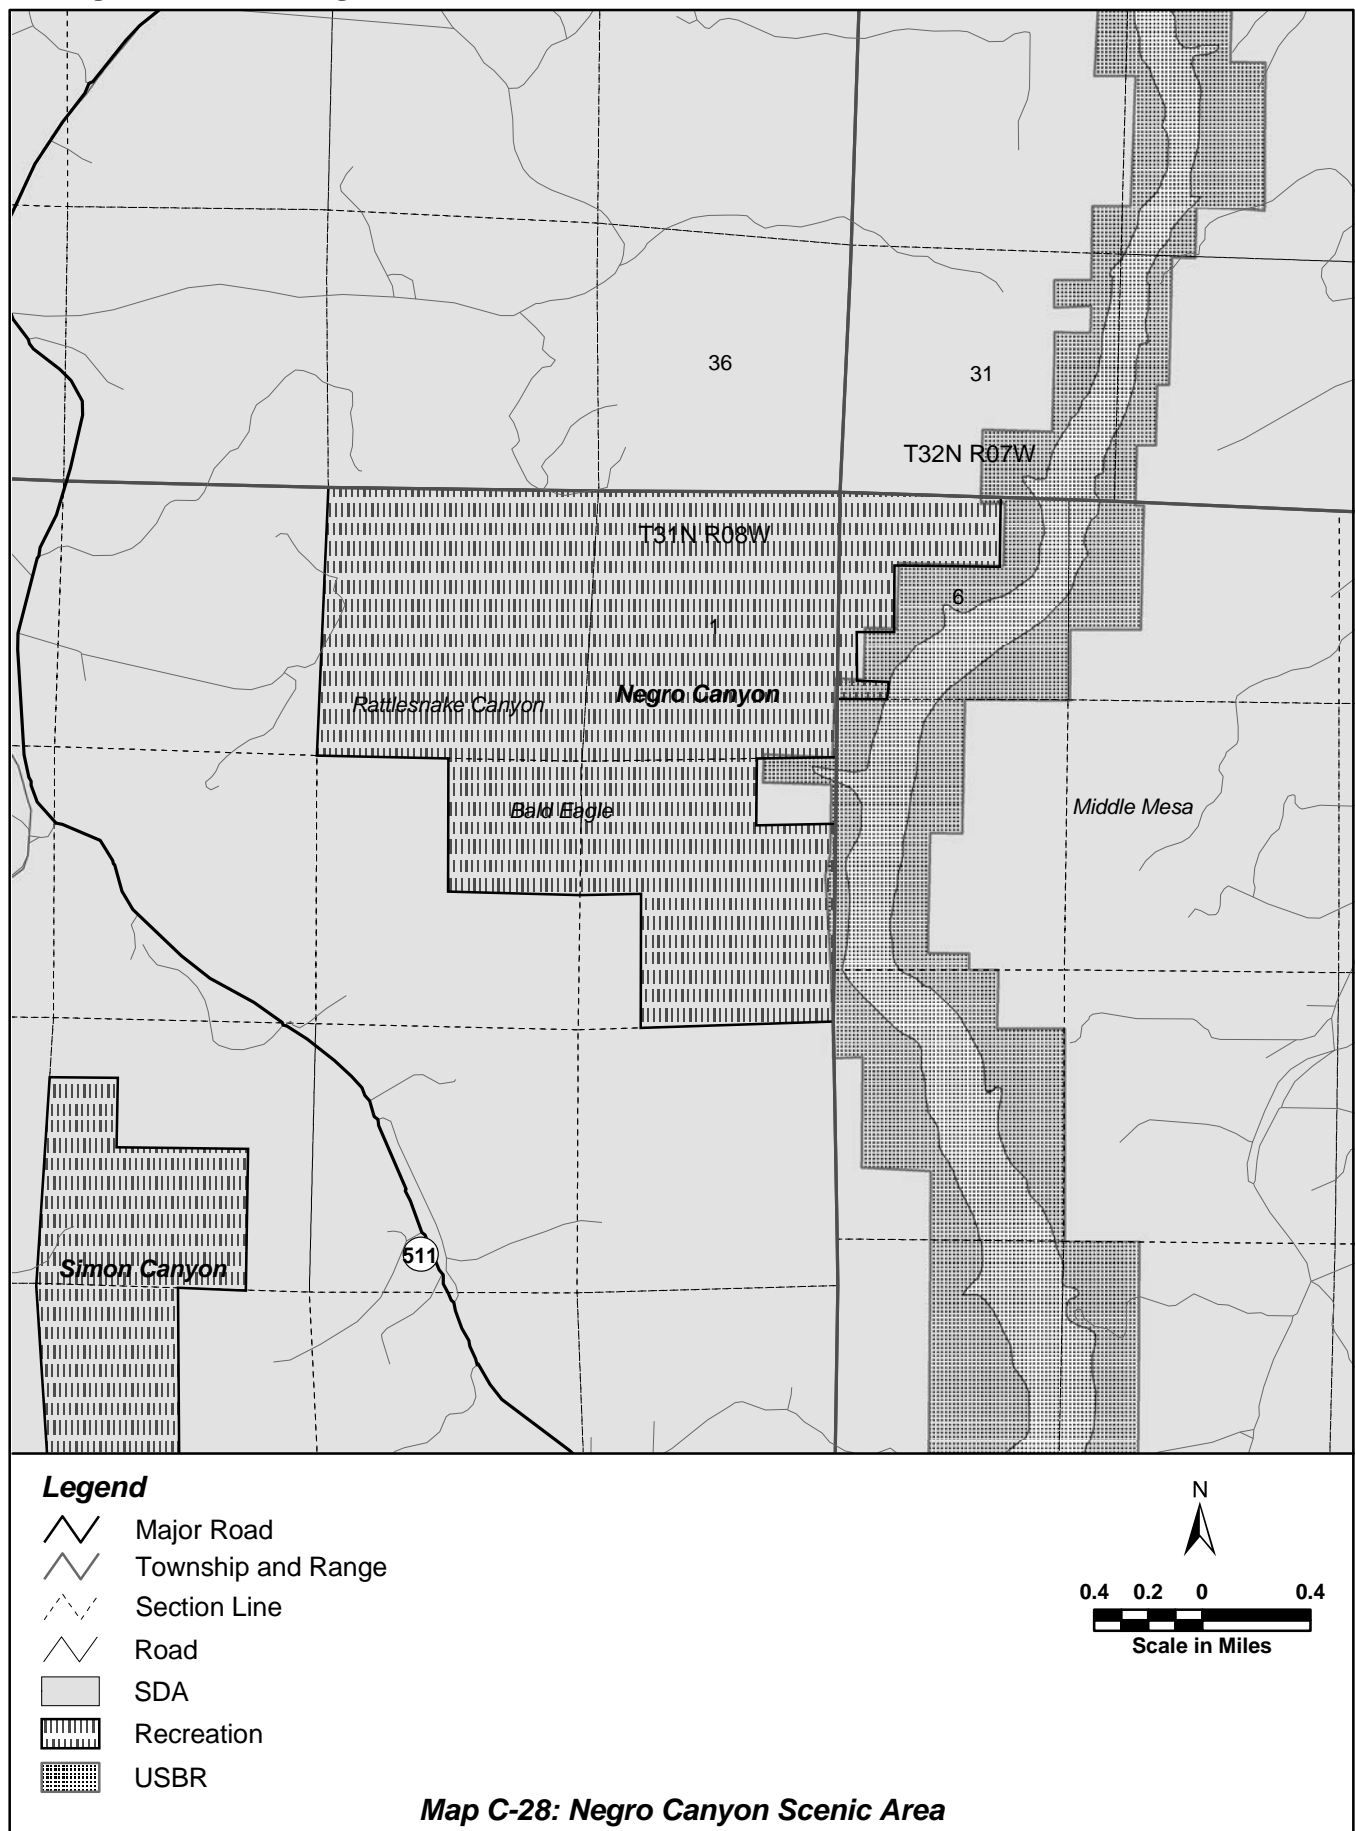 36
31
T32N R07W
T31N R08W
6
1
Negro Canyon
Rattlesnake Canyon
Bald Eagle
Middle Mesa
511
Simon Canyon
Legend
Major Road
Township and Range
Section Line
Road
SDA
Recreation
USBR
N
0.4 0.2 0 0.4
Scale in Miles
Map C-28: Negro Canyon Scenic Area